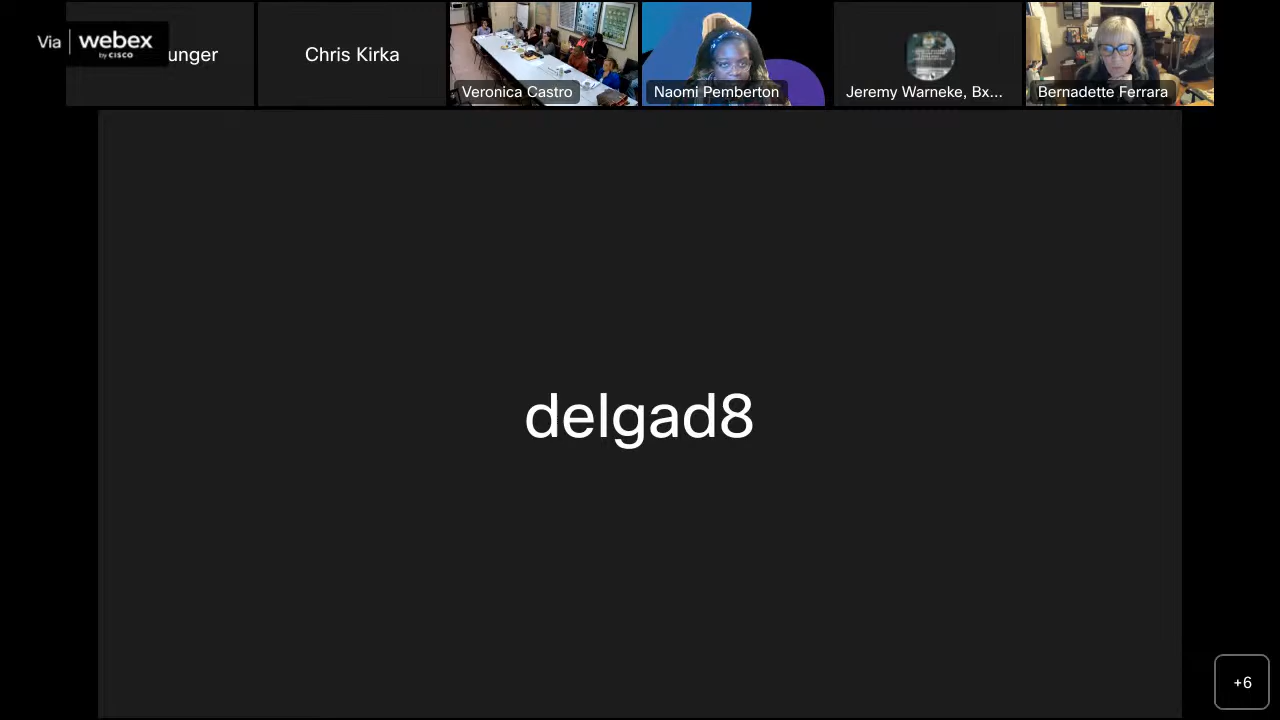 Via webex
by CISCO
unger
Chris Kirka
Veronica Castro
Naomi Pemberton
Jeremy Warneke, Bx...
Bernadette Ferrara
delgad8
+6